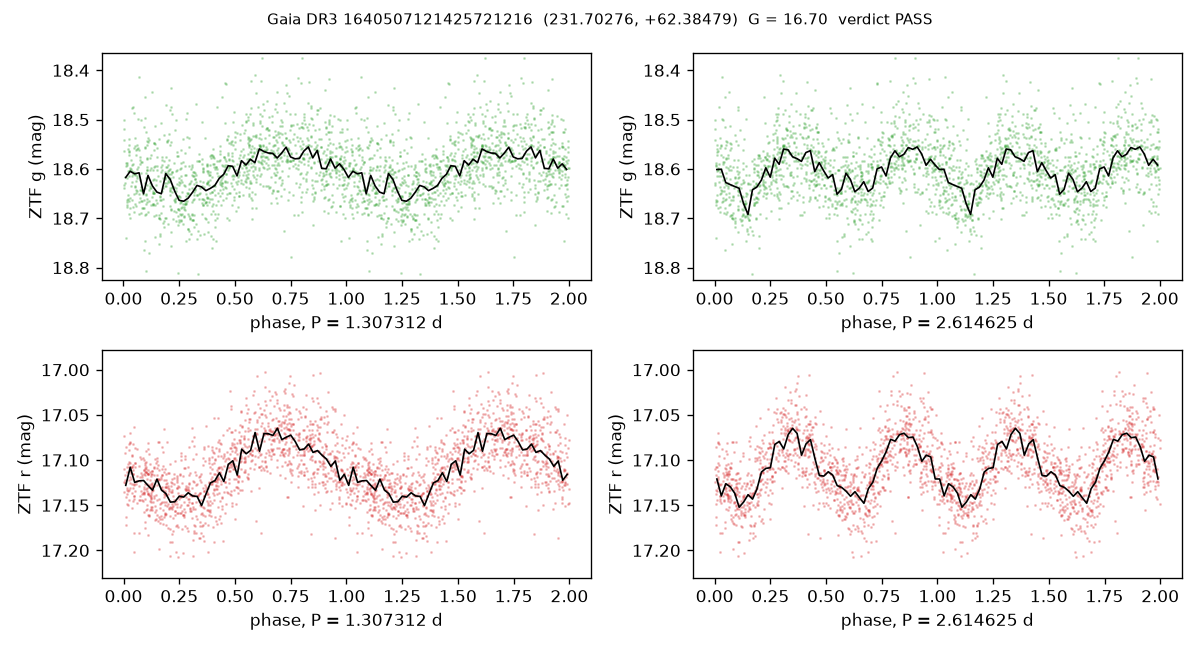 Gaia DR3 1640507121425721216  (231.70276, +62.38479)  G = 16.70  verdict PASS
ZTF g (mag)
18.4
18.5
18.6
18.7
18.8
0.00 0.25 0.50 0.75 1.00 1.25 1.50 1.75 2.00
phase, P = 1.307312 d
ZTF g (mag)
18.4
18.5
18.6
18.7
18.8
0.00 0.25 0.50 0.75 1.00 1.25 1.50 1.75 2.00
phase, P = 2.614625 d
ZTF r (mag)
17.00
17.05
17.10
17.15
17.20
0.00 0.25 0.50 0.75 1.00 1.25 1.50 1.75 2.00
phase, P = 1.307312 d
ZTF r (mag)
17.00
17.05
17.10
17.15
17.20
0.00 0.25 0.50 0.75 1.00 1.25 1.50 1.75 2.00
phase, P = 2.614625 d